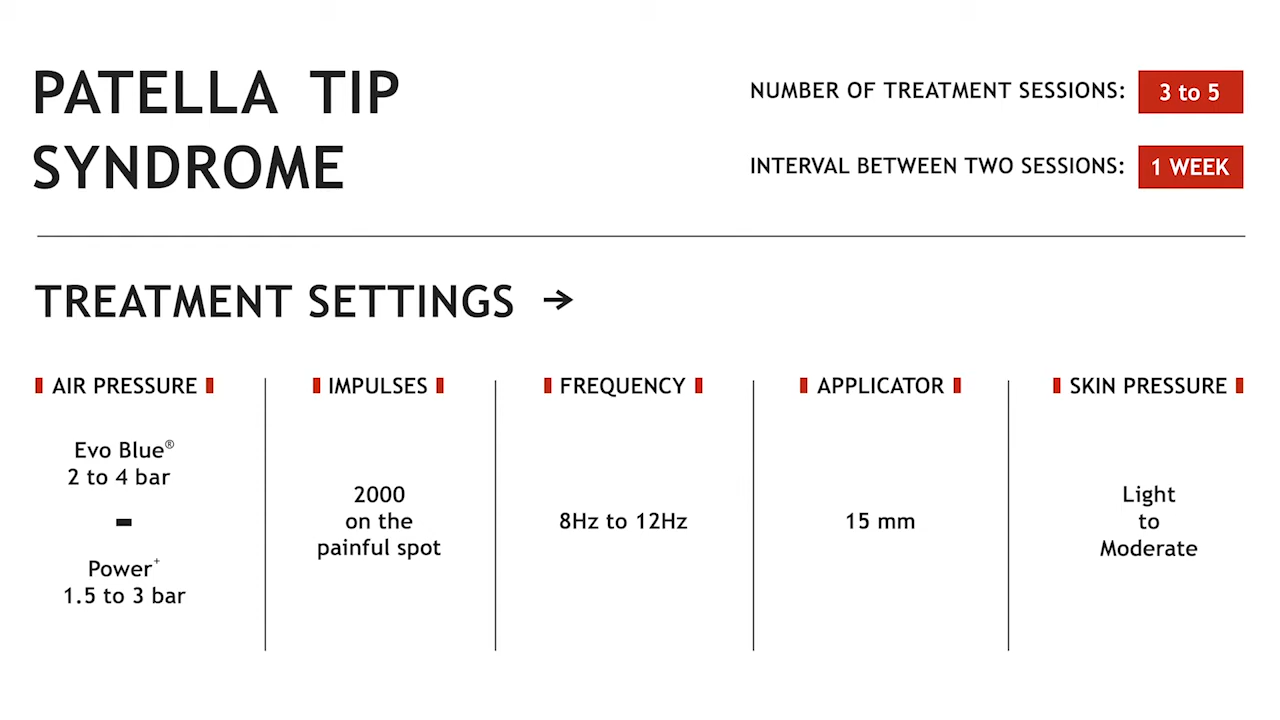 PATELLA TIP
SYNDROME
NUMBER OF TREATMENT SESSIONS: 3 to 5
INTERVAL BETWEEN TWO SESSIONS: 1 WEEK
TREATMENT SETTINGS →
AIR PRESSURE
Evo Blue®
2 to 4 bar
-
Power+
1.5 to 3 bar
IMPULSES
2000
on the
painful spot
FREQUENCY
8Hz to 12Hz
APPLICATOR
15 mm
SKIN PRESSURE
Light
to
Moderate